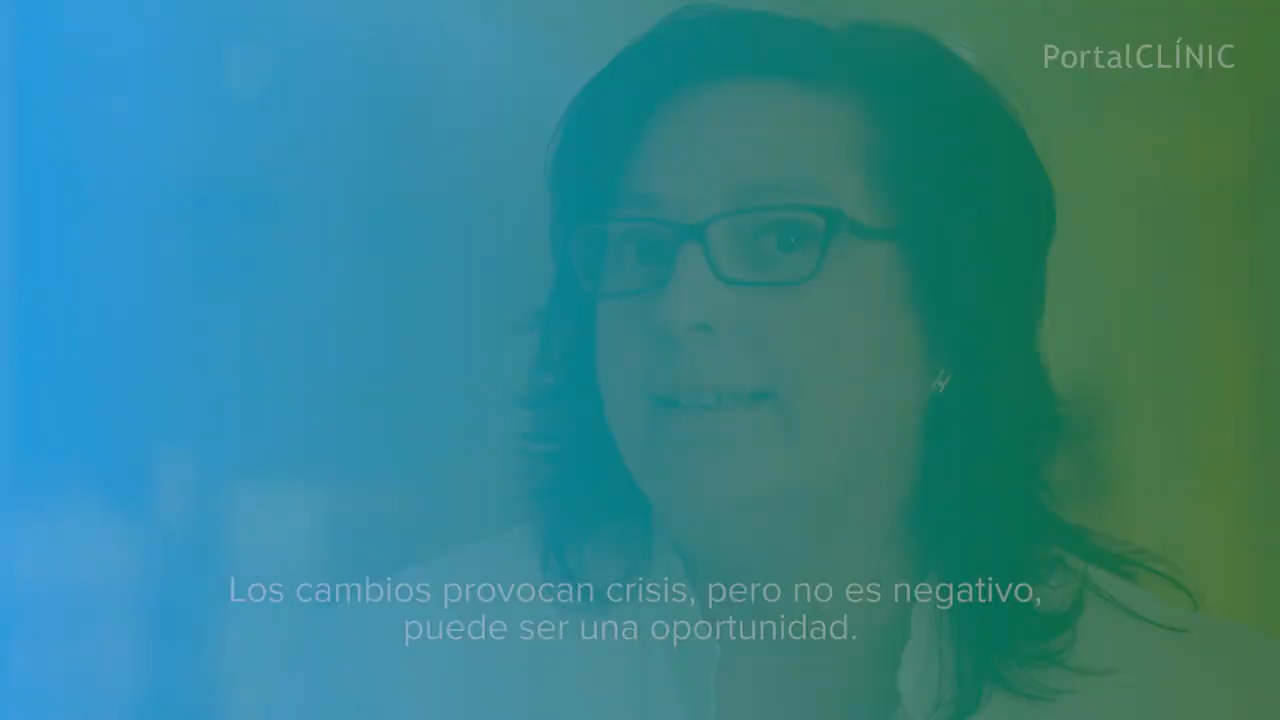 PortalCLÍNIC
Los cambios provocan crisis, pero no es negativo,
puede ser una oportunidad.